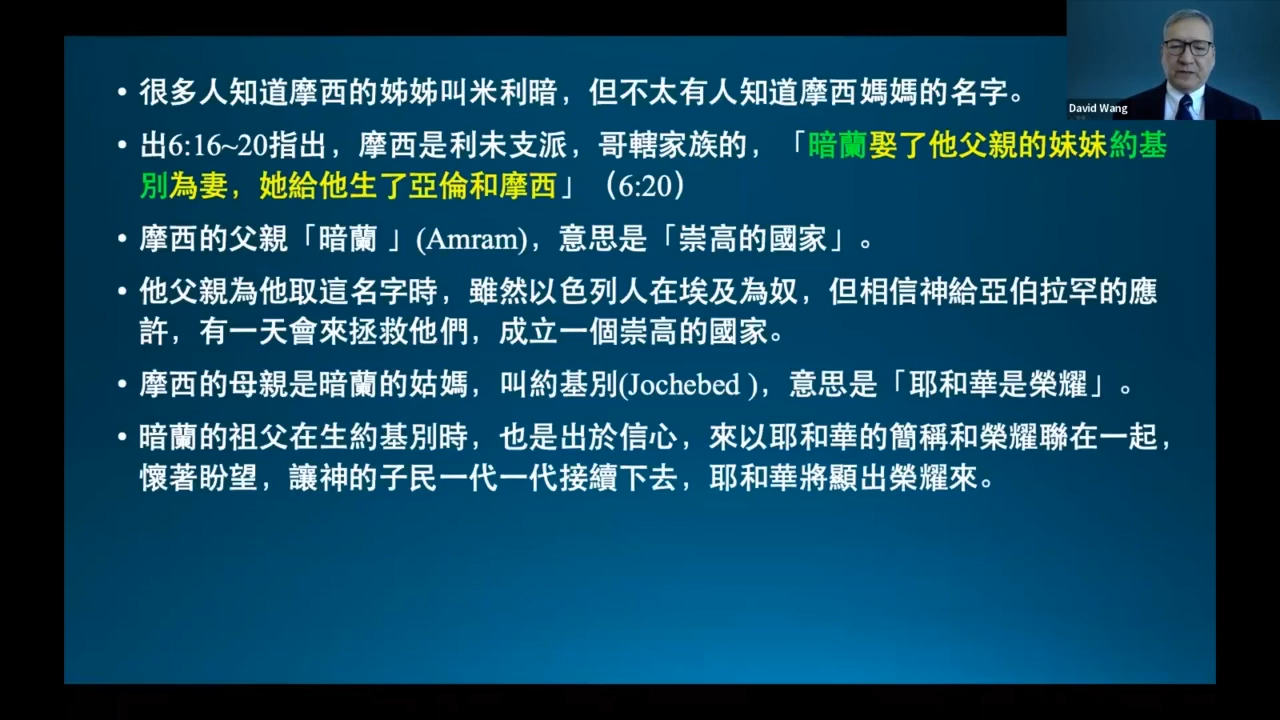 David Wang
• 很多人知道摩西的姊姊叫米利暗，但不太有人知道摩西媽媽的名字。
• 出6:16~20指出，摩西是利未支派，哥轄家族的，「暗蘭娶了他父親的妹妹約基
別為妻，她給他生了亞倫和摩西」（6:20）
• 摩西的父親「暗蘭 」(Amram)，意思是「崇高的國家」。
• 他父親為他取這名字時，雖然以色列人在埃及為奴，但相信神給亞伯拉罕的應
許，有一天會來拯救他們，成立一個崇高的國家。
• 摩西的母親是暗蘭的姑媽，叫約基別(Jochebed )，意思是「耶和華是榮耀」。
• 暗蘭的祖父在生約基別時，也是出於信心，來以耶和華的簡稱和榮耀聯在一起，
懷著盼望，讓神的子民一代一代接續下去，耶和華將顯出榮耀來。